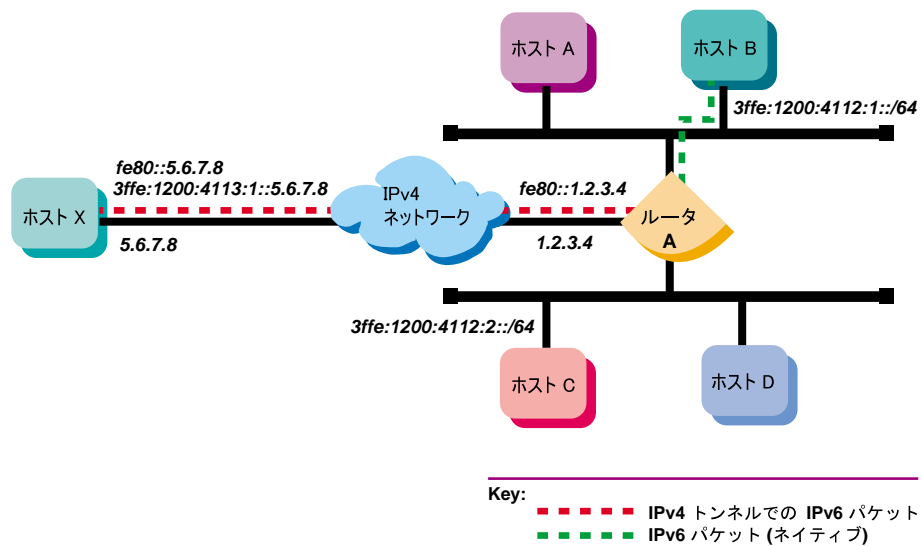 ホスト A
ホスト B
3ffe:1200:4112:1::/64
fe80::5.6.7.8
3ffe:1200:4113:1::5.6.7.8
ホスト X
5.6.7.8
IPv4
ネットワーク
fe80::1.2.3.4
1.2.3.4
ルータ
A
3ffe:1200:4112:2::/64
ホスト C
ホスト D
Key:
IPv4 トンネルでの IPv6 パケット
IPv6 パケット (ネイティブ)